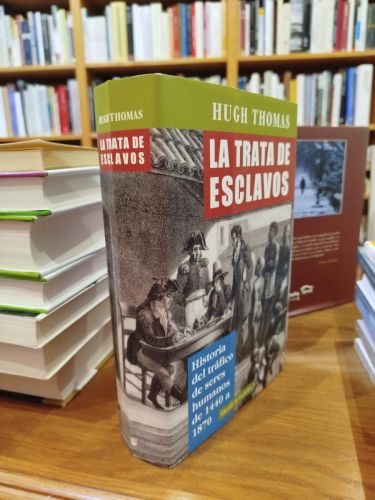 HUGH THOMAS
LA TRATA DE
ESCLAVOS
HUGH THOMAS
LA TRATA DE
ESCLAVOS
Historia
del tráfico
de seres
humanos
de 1440 a
1870